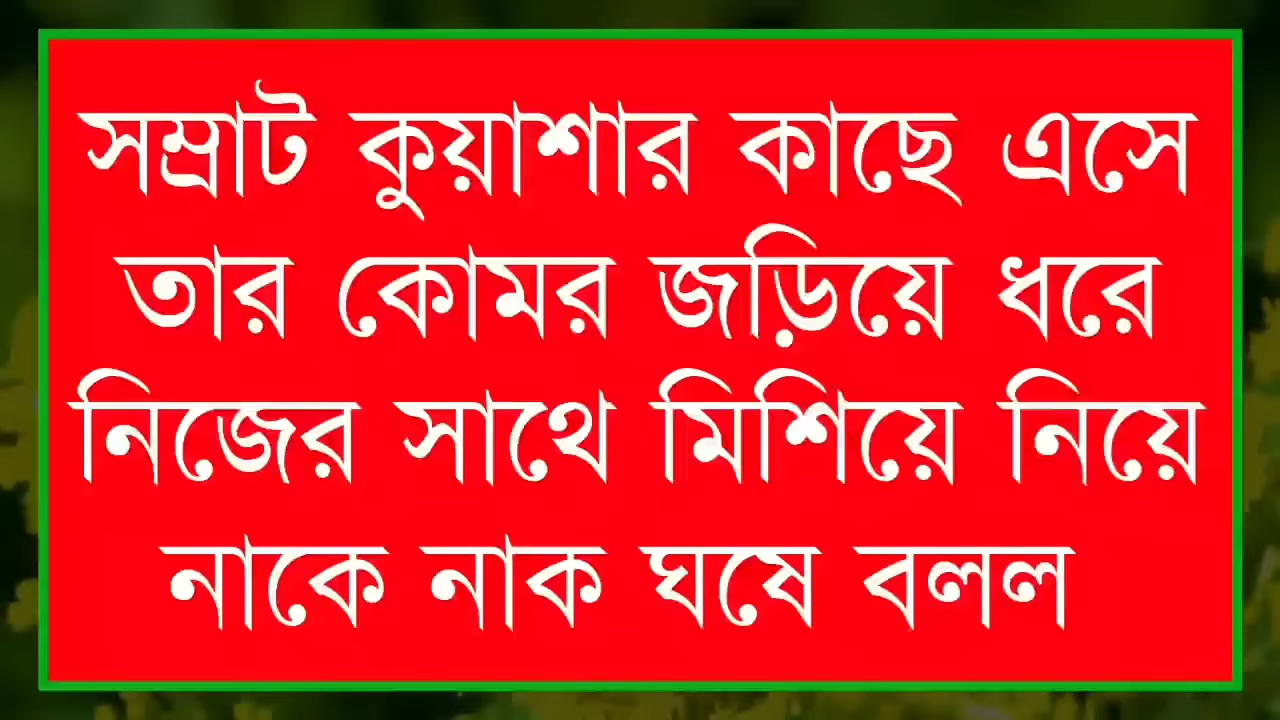 সম্রাট কুয়াশার কাছে এসে
তার কোমর জড়িয়ে ধরে
নিজের সাথে মিশিয়ে নিয়ে
নাকে নাক ঘষে বলল